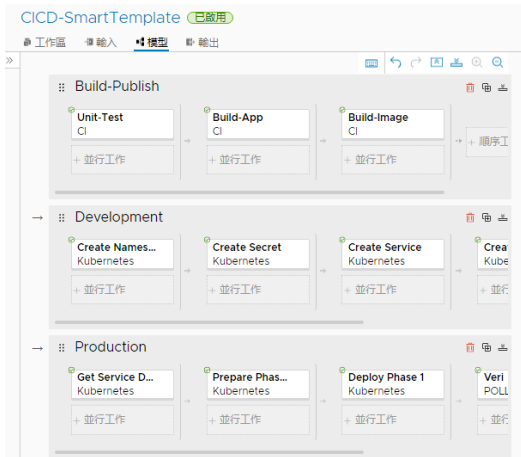 CICD-SmartTemplate 已啟用
工作區 輸入 模型 輸出
Build-Publish
Unit-Test Build-App Build-Image
CI CI CI
+ 並行工作 + 並行工作 + 並行工作 + 順序工
Development
Create Names... Create Secret Create Service Crea
Kubernetes Kubernetes Kubernetes Kube
+ 並行工作 + 並行工作 + 並行工作 + 並行
Production
Get Service D... Prepare Phas... Deploy Phase 1 Veri
Kubernetes Kubernetes Kubernetes POLL
+ 並行工作 + 並行工作 + 並行工作 + 並行